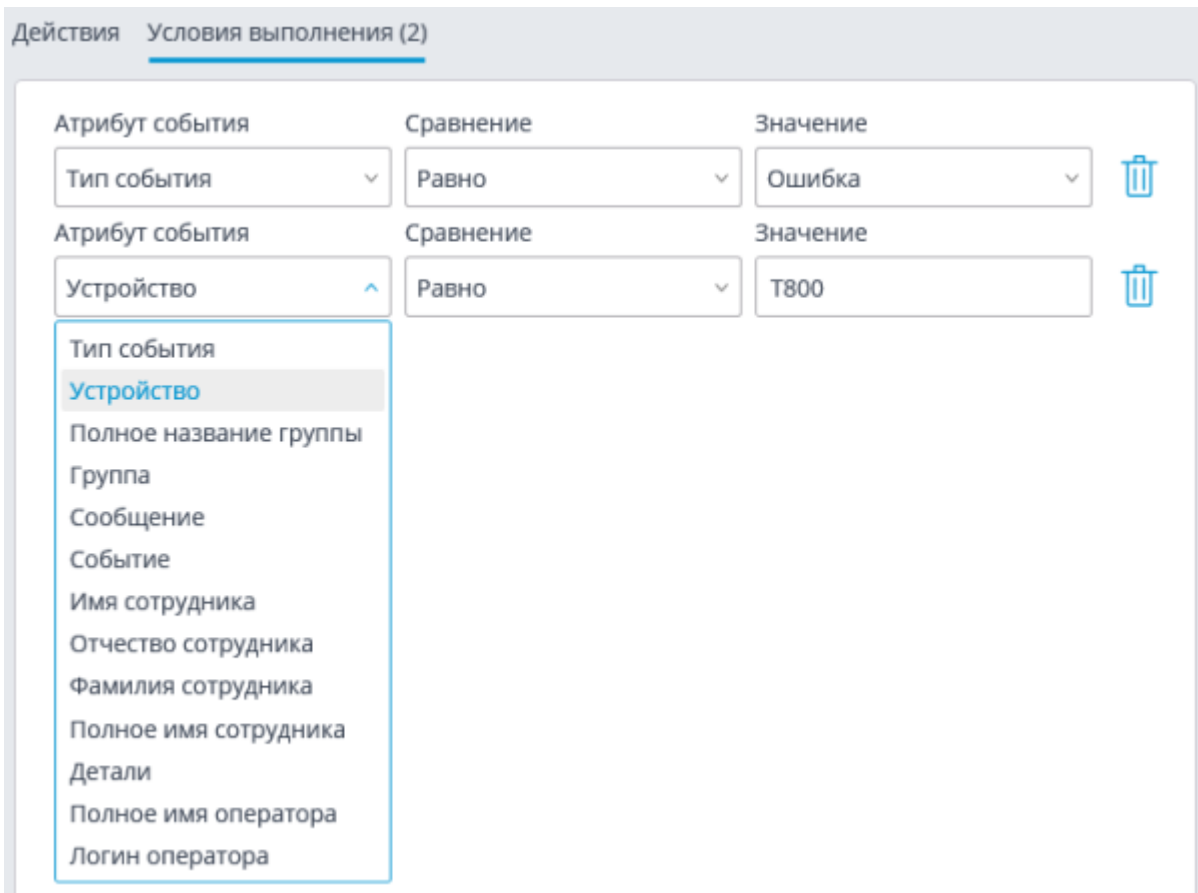 Действия Условия выполнения (2)
Атрибут события Сравнение Значение
Тип события Равно Ошибка
Атрибут события Сравнение Значение
Устройство Равно T800
Тип события
Устройство
Полное название группы
Группа
Сообщение
Событие
Имя сотрудника
Отчество сотрудника
Фамилия сотрудника
Полное имя сотрудника
Детали
Полное имя оператора
Логин оператора